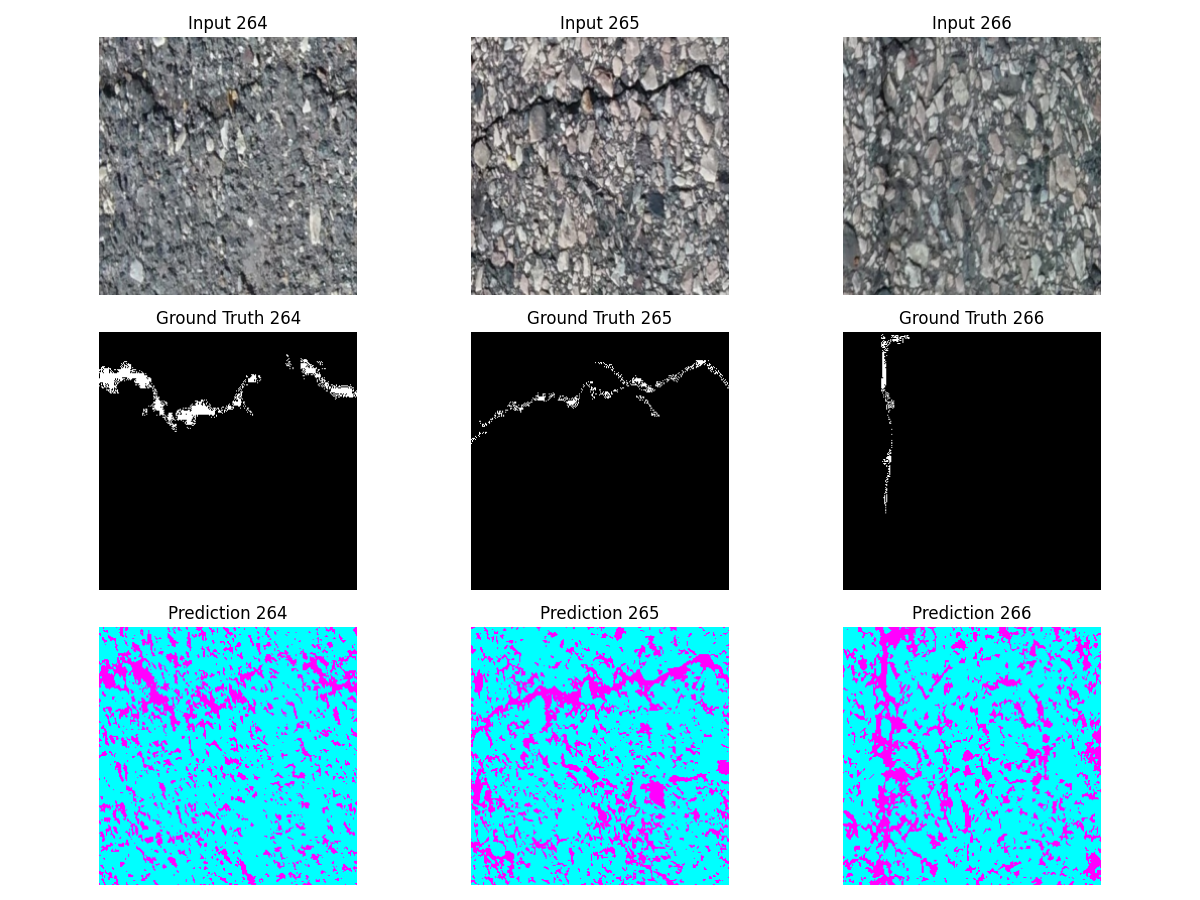 Input 264
Input 265
Input 266
Ground Truth 264
Ground Truth 265
Ground Truth 266
Prediction 264
Prediction 265
Prediction 266